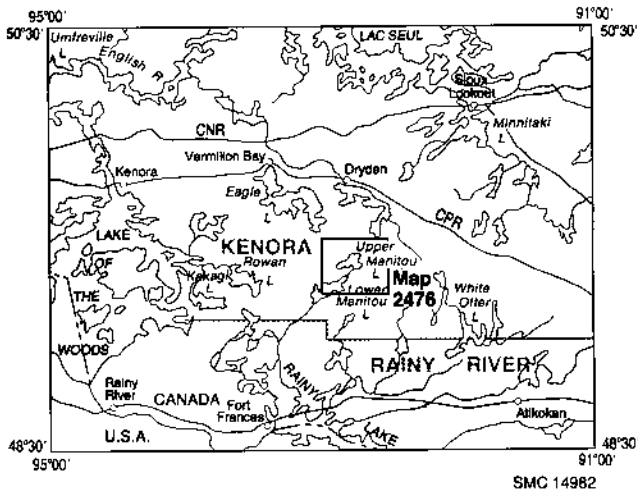 95°00'
91°00'
50°30'
50°30'
Umfreville
L
English R
LAC SEUL
Sioux
Lookout
Minnitaki
L
CNR
Vermilion Bay
Kenora
Dryden
Eagle
L
CPR
LAKE
OF
THE
WOODS
KENORA
Kakagi
L
Rowan
L
Upper
Manitou
L
Map
2476
Lower
Manitou L
White
Otter
L
RAINY RIVER
Rainy
River
CANADA
U.S.A.
Fort
Frances
RAINY
LAKE
Atikokan
48°30'
48°30'
95°00'
91°00'
SMC 14982